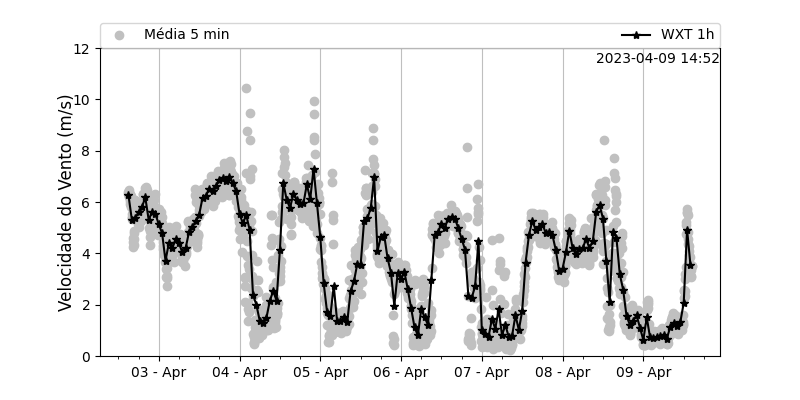 Média 5 min
WXT 1h
2023-04-09 14:52
Velocidade do Vento (m/s)
12
10
8
6
4
2
0
03 - Apr 04 - Apr 05 - Apr 06 - Apr 07 - Apr 08 - Apr 09 - Apr